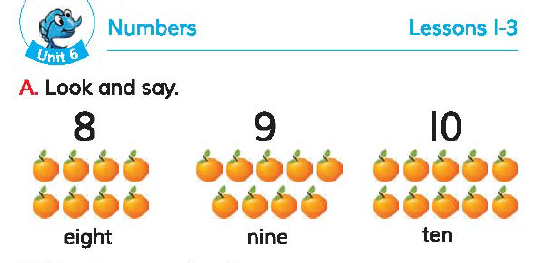 Unit 6
Numbers Lessons 1-3
A. Look and say.
8 9 10
eight nine ten